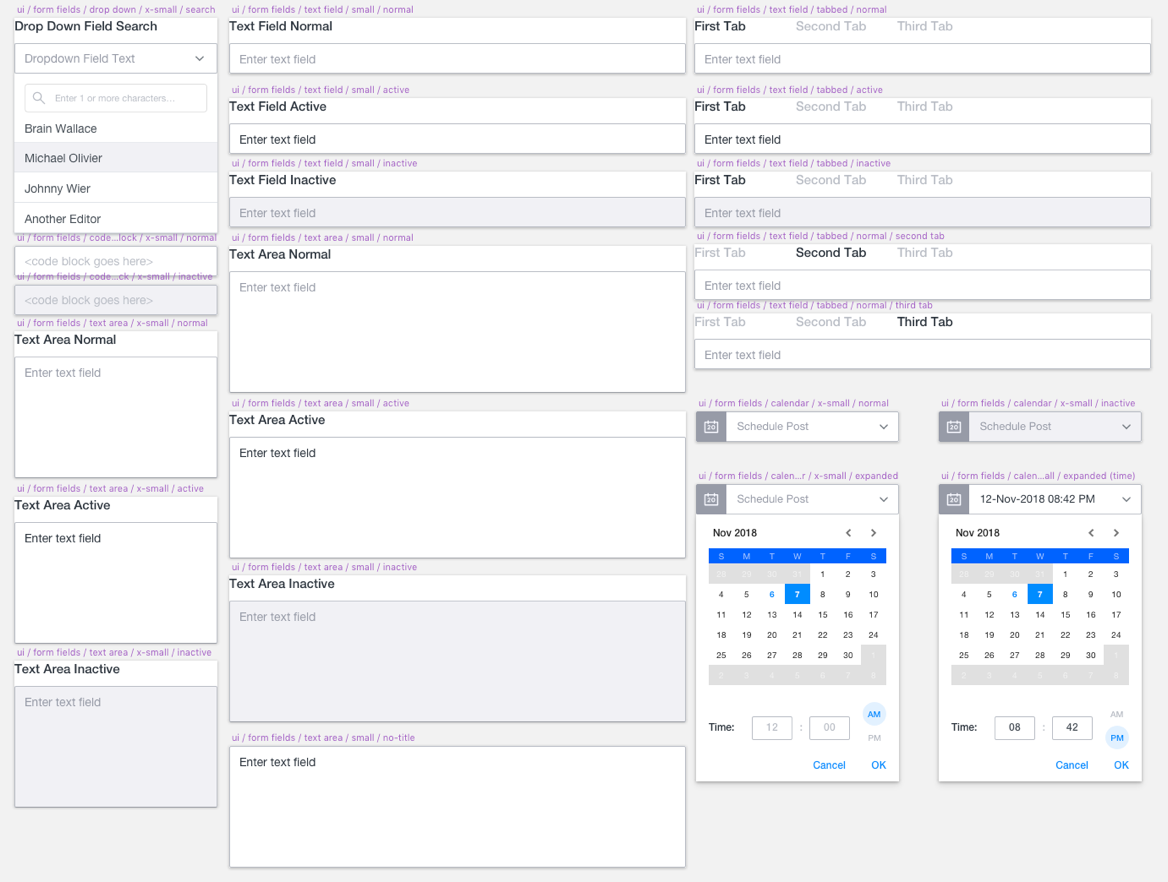 ui / form fields / drop down / x-small / search
Drop Down Field Search
Dropdown Field Text
Enter 1 or more characters...
Brain Wallace
Michael Olivier
Johnny Wier
Another Editor
ui / form fields / code...lock / x-small / normal
<code block goes here>
ui / form fields / code...ck / x-small / inactive
<code block goes here>
ui / form fields / text area / x-small / normal
Text Area Normal
Enter text field
ui / form fields / text area / x-small / active
Text Area Active
Enter text field
ui / form fields / text area / x-small / inactive
Text Area Inactive
Enter text field
ui / form fields / text field / small / normal
Text Field Normal
Enter text field
ui / form fields / text field / small / active
Text Field Active
Enter text field
ui / form fields / text field / small / inactive
Text Field Inactive
Enter text field
ui / form fields / text area / small / normal
Text Area Normal
Enter text field
ui / form fields / text area / small / active
Text Area Active
Enter text field
ui / form fields / text area / small / inactive
Text Area Inactive
Enter text field
ui / form fields / text area / small / no-title
Enter text field
ui / form fields / text field / tabbed / normal
First Tab Second Tab Third Tab
Enter text field
ui / form fields / text field / tabbed / active
First Tab Second Tab Third Tab
Enter text field
ui / form fields / text field / tabbed / inactive
First Tab Second Tab Third Tab
Enter text field
ui / form fields / text field / tabbed / normal / second tab
First Tab Second Tab Third Tab
Enter text field
ui / form fields / text field / tabbed / normal / third tab
First Tab Second Tab Third Tab
Enter text field
ui / form fields / calendar / x-small / normal
20 Schedule Post
ui / form fields / calendar / x-small / inactive
20 Schedule Post
ui / form fields / calen...r / x-small / expanded
20 Schedule Post
Nov 2018
S M T W T F S
28 29 30 31 1 2 3
4 5 6 7 8 9 10
11 12 13 14 15 16 17
18 19 20 21 22 23 24
25 26 27 28 29 30 1
2 3 4 5 6 7 8
Time: 12 : 00 AM
PM
Cancel OK
ui / form fields / calen...all / expanded (time)
20 12-Nov-2018 08:42 PM
Nov 2018
S M T W T F S
28 29 30 31 1 2 3
4 5 6 7 8 9 10
11 12 13 14 15 16 17
18 19 20 21 22 23 24
25 26 27 28 29 30 1
2 3 4 5 6 7 8
AM
Time: 08 : 42
PM
Cancel OK